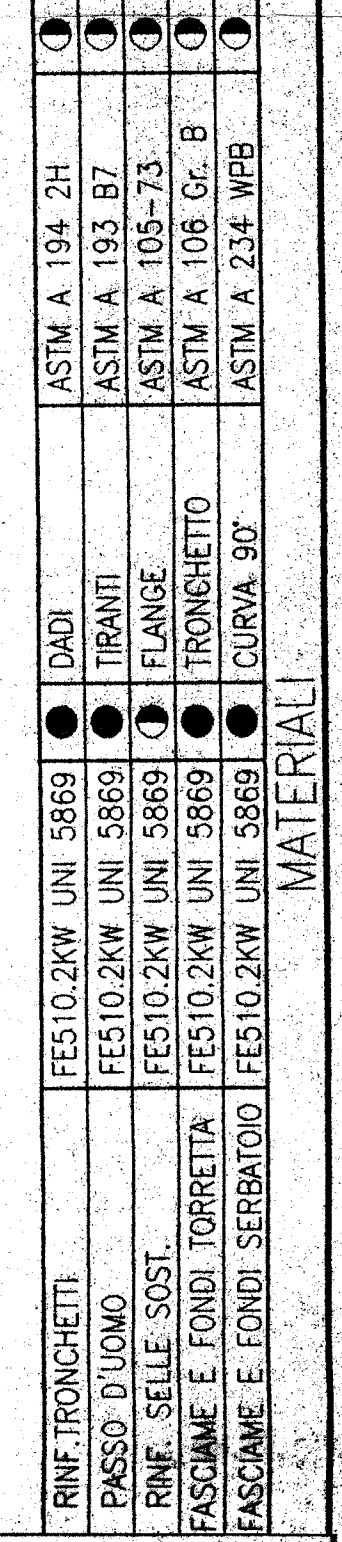 RINF.TRONCHETTI FE510.2KW UNI 5869 DADI ASTM A 194 2H
PASSO D'UOMO FE510.2KW UNI 5869 TIRANTI ASTM A 193 B7
RINF. SELLE SOST. FE510.2KW UNI 5869 FLANGE ASTM A 105-73
FASCIAME E FONDI TORRETTA FE510.2KW UNI 5869 TRONCHETTO ASTM A 106 Gr. B
FASCIAME E FONDI SERBATOIO FE510.2KW UNI 5869 CURVA 90° ASTM A 234 WPB
MATERIALI